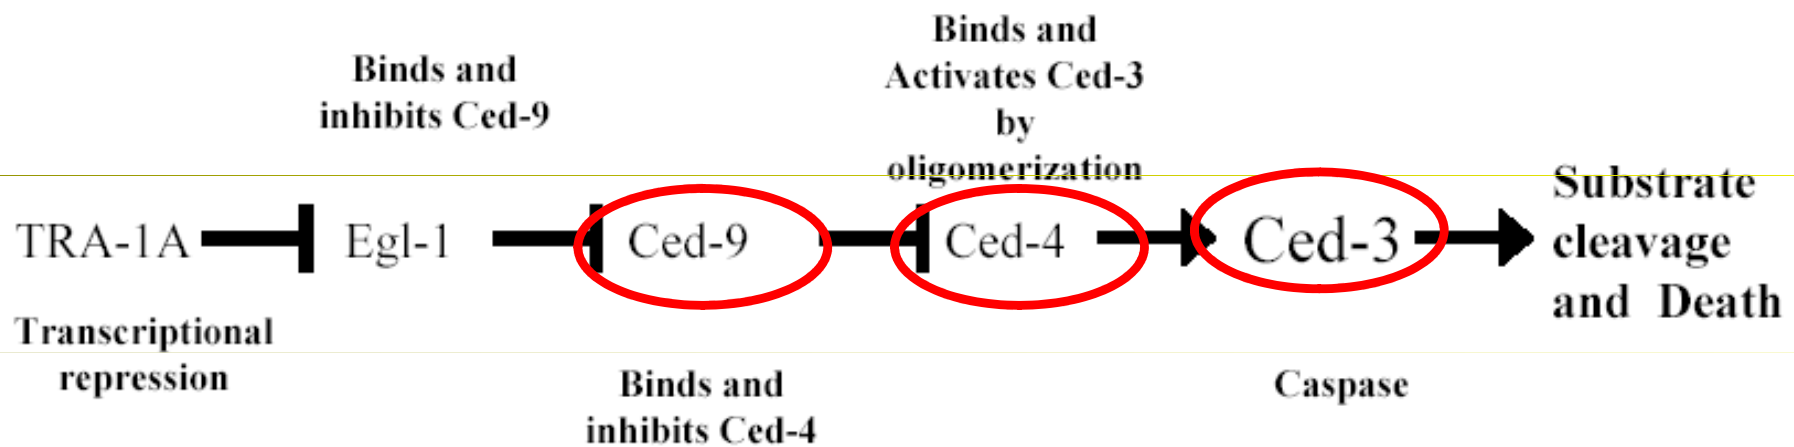 Binds and
inhibits Ced-9
Binds and
Activates Ced-3
by
oligomerization
TRA-1A
Egl-1
Ced-9
Ced-4
Ced-3
Substrate
cleavage
and Death
Transcriptional
repression
Binds and
inhibits Ced-4
Caspase